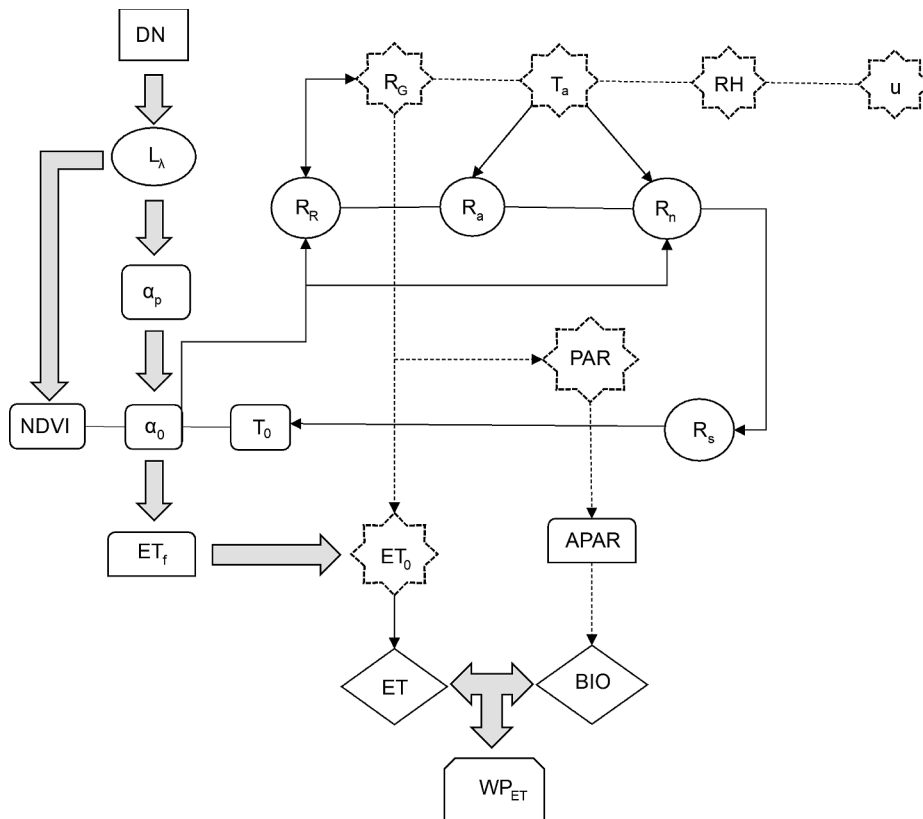 DN
R_G
T_a
RH
u
L_λ
R_R
R_a
R_n
α_p
PAR
NDVI
α_0
T_0
R_s
ET_f
ET_0
APAR
ET
BIO
WP_ET